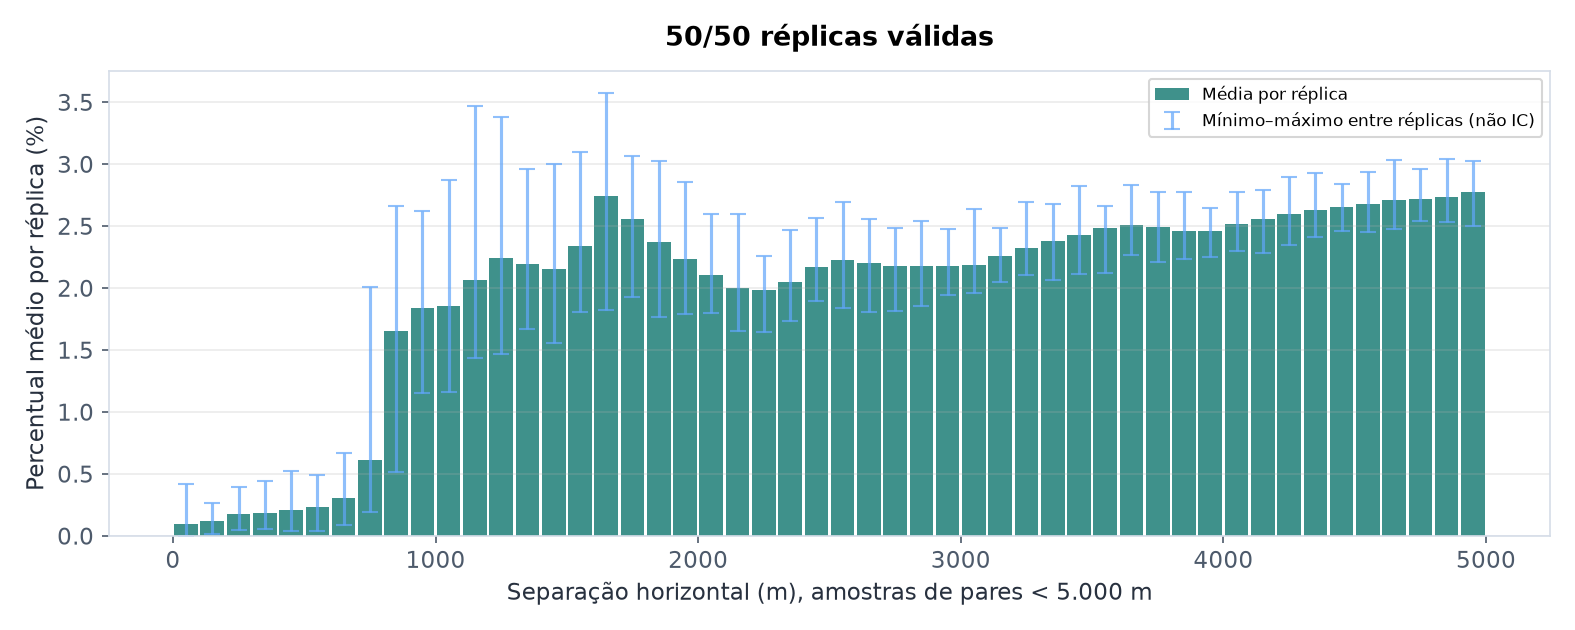 50/50 réplicas válidas
Média por réplica
Mínimo–máximo entre réplicas (não IC)
Percentual médio por réplica (%)
3.5
3.0
2.5
2.0
1.5
1.0
0.5
0.0
0 1000 2000 3000 4000 5000
Separação horizontal (m), amostras de pares < 5.000 m